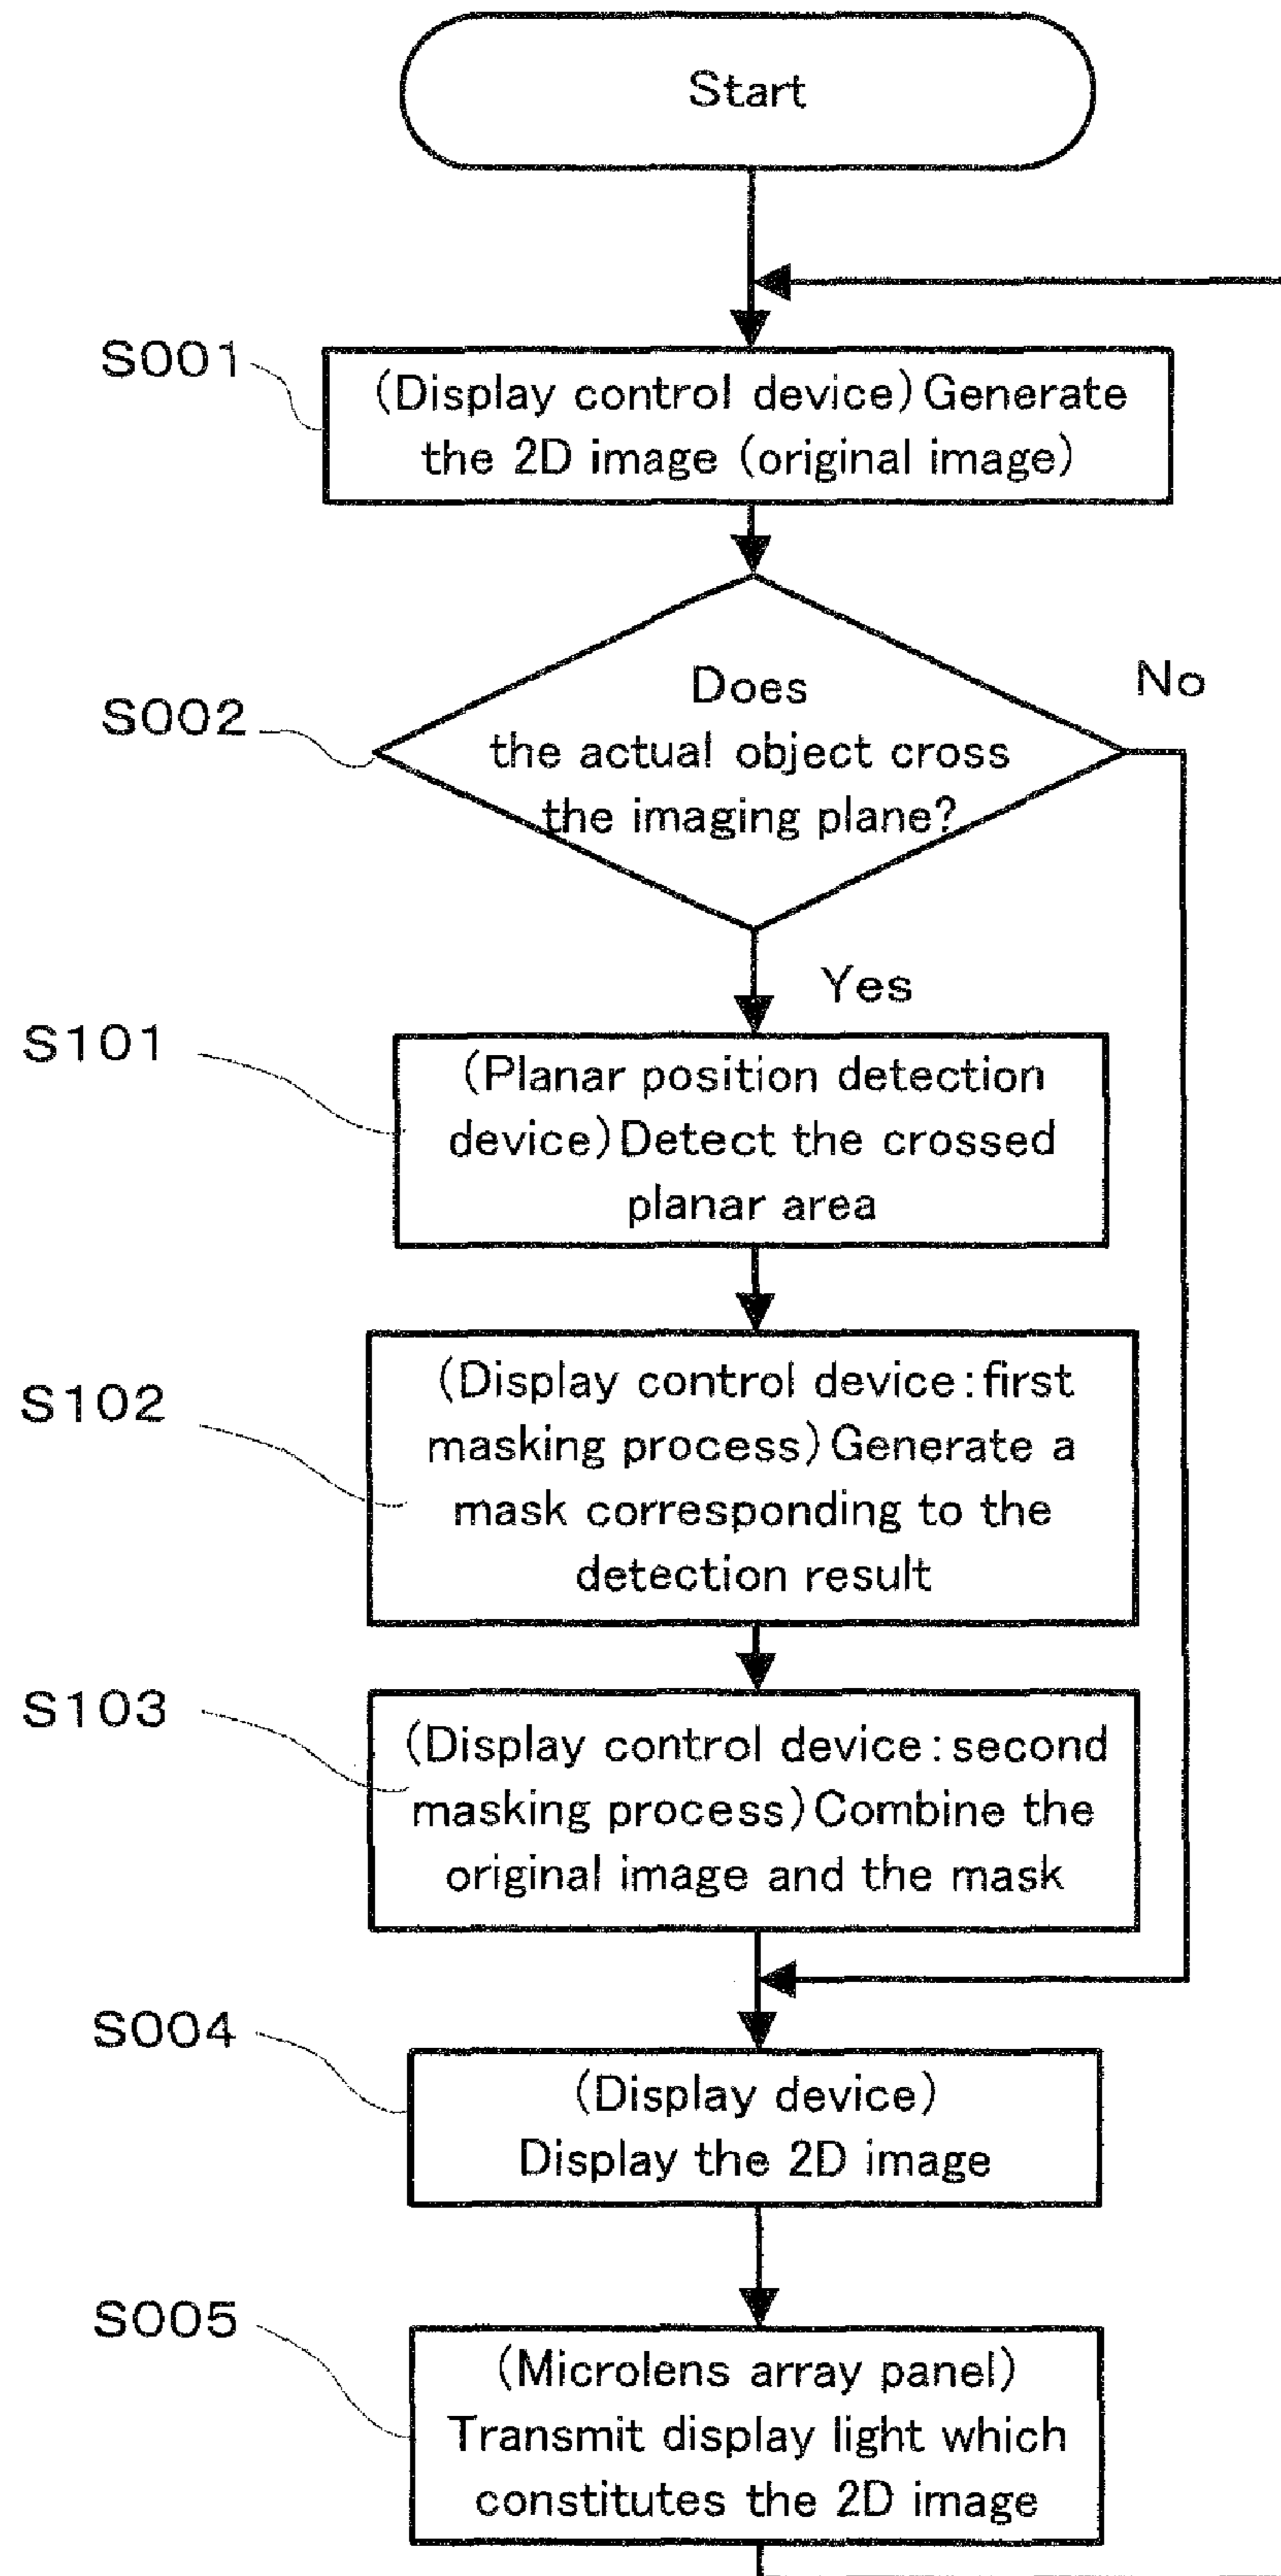 Start
S001
(Display control device)Generate
the 2D image (original image)
S002
Does
the actual object cross
the imaging plane?
No
Yes
S101
(Planar position detection
device)Detect the crossed
planar area
S102
(Display control device:first
masking process)Generate a
mask corresponding to the
detection result
S103
(Display control device:second
masking process)Combine the
original image and the mask
S004
(Display device)
Display the 2D image
S005
(Microlens array panel)
Transmit display light which
constitutes the 2D image